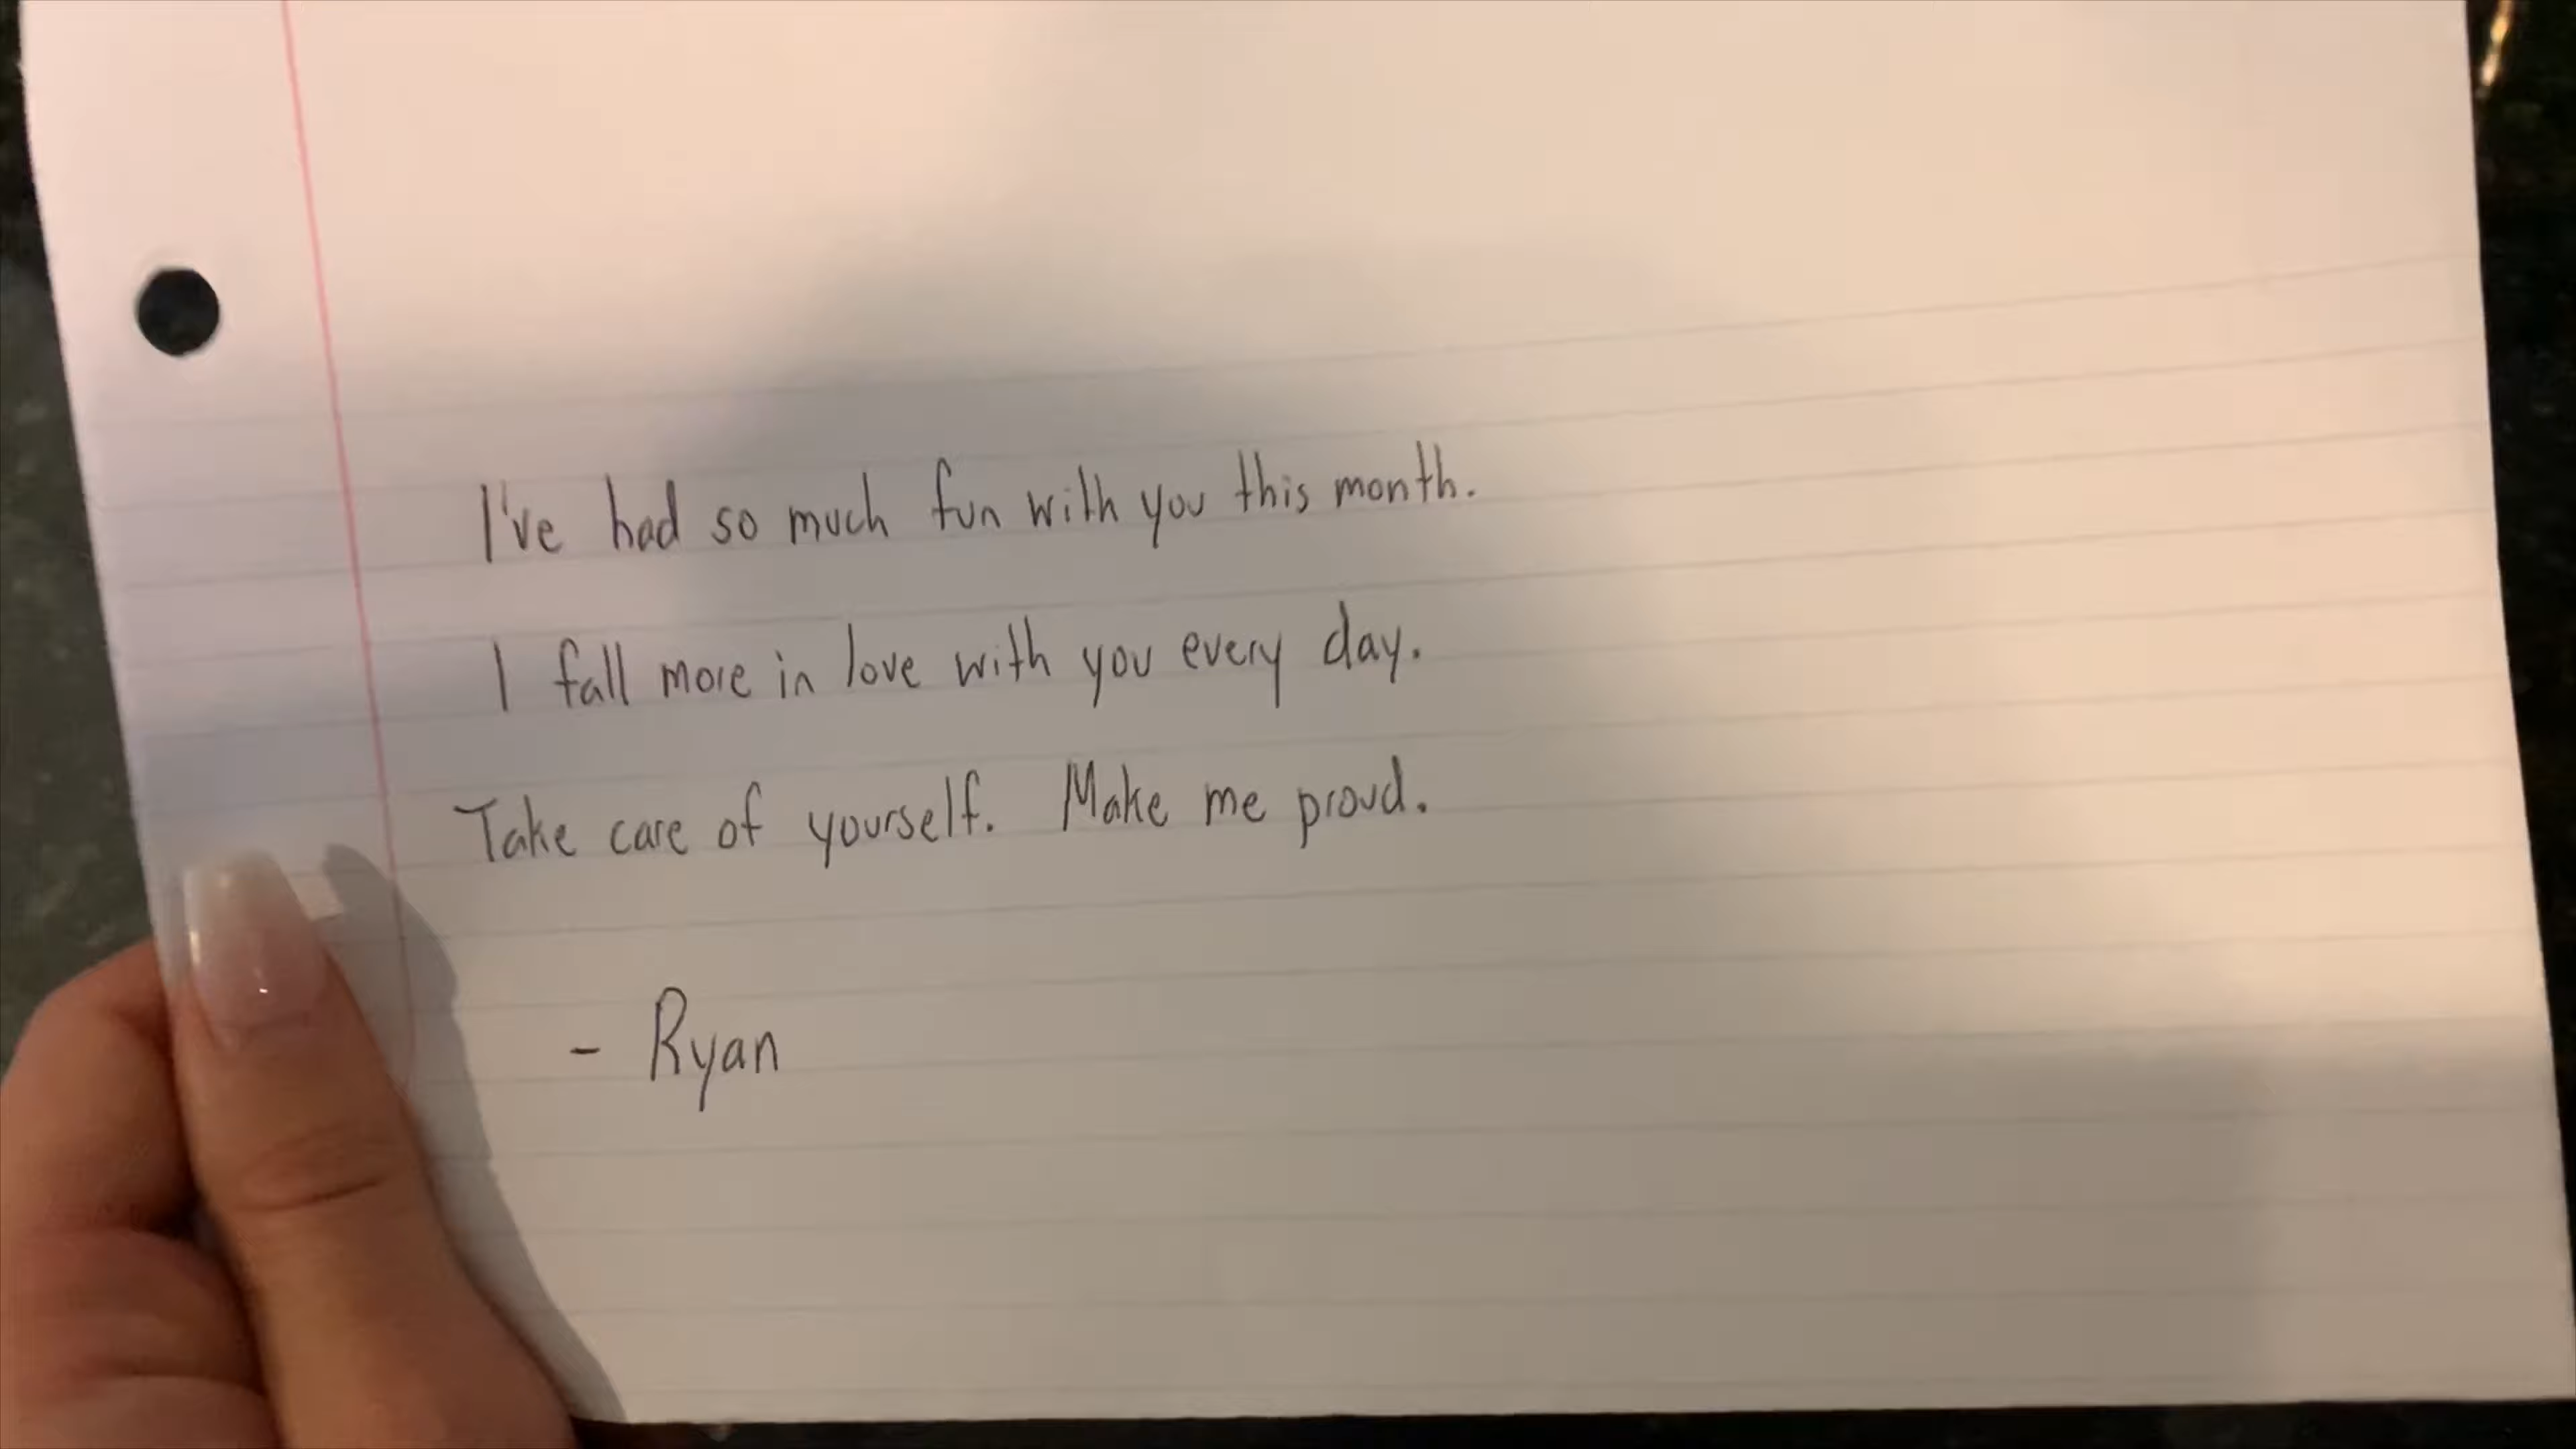 I've had so much fun with you this month.
I fall more in love with you every day.
Take care of yourself. Make me proud.
- Ryan